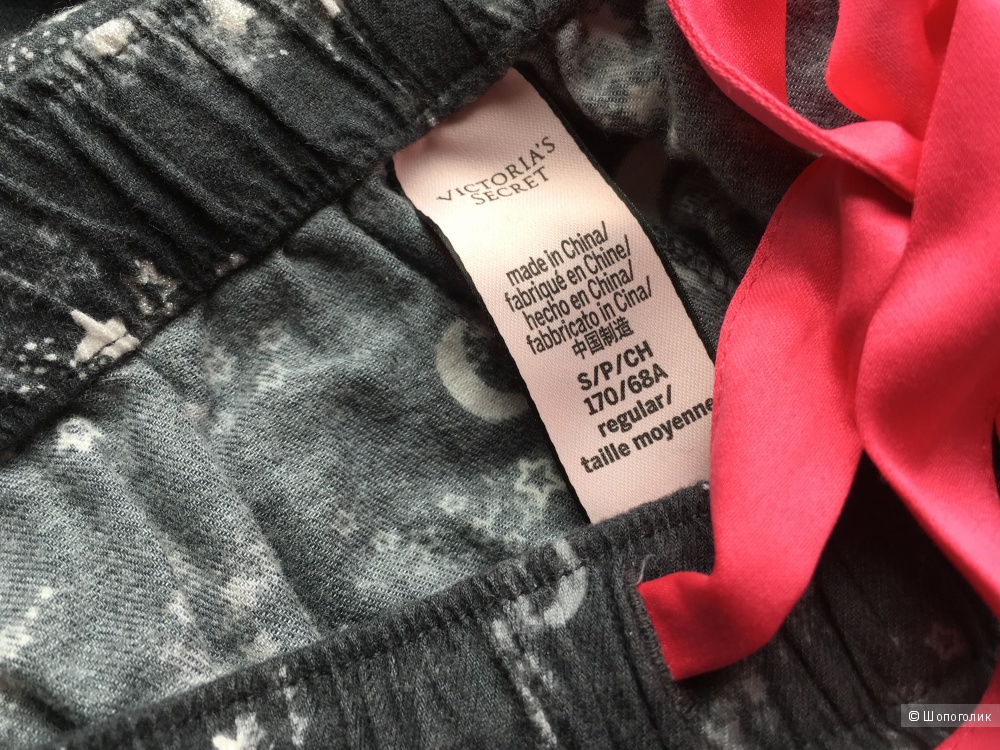 VICTORIA'S
SECRET
made in China/
fabriqué en Chine/
hecho en China/
fabbricato in Cina/
中国制造
S/P/CH
170/68A
regular/
taille moyenne
© Шопоголик